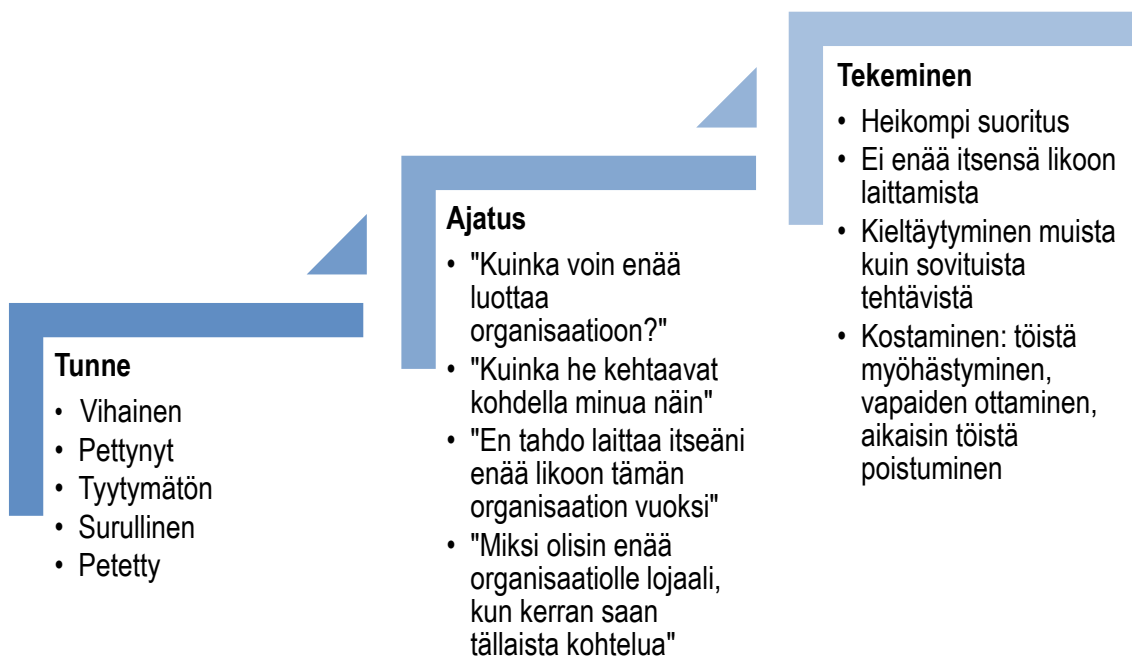 Tunne
• Vihainen
• Pettynyt
• Tyytymätön
• Surullinen
• Petetty
Ajatus
• "Kuinka voin enää
luottaa
organisaatioon?"
• "Kuinka he kehtaavat
kohdella minua näin"
• "En tahdo laittaa itseäni
enää likoon tämän
organisaation vuoksi"
• "Miksi olisin enää
organisaatiolle lojaali,
kun kerran saan
tällaista kohtelua"
Tekeminen
• Heikompi suoritus
• Ei enää itsensä likoon
laittamista
• Kieltäytyminen muista
kuin sovituista
tehtävistä
• Kostaminen: töistä
myöhästyminen,
vapaiden ottaminen,
aikaisin töistä
poistuminen